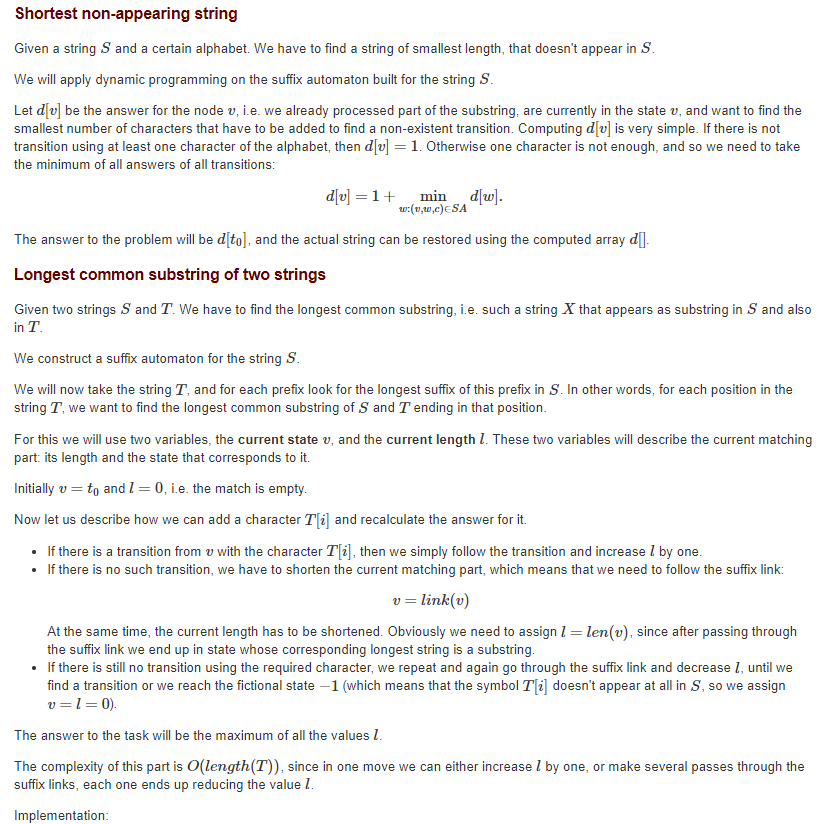 Shortest non-appearing string
Given a string S and a certain alphabet. We have to find a string of smallest length, that doesn't appear in S.
We will apply dynamic programming on the suffix automaton built for the string S.
Let d[v] be the answer for the node v, i.e. we already processed part of the substring, are currently in the state v, and want to find the
smallest number of characters that have to be added to find a non-existent transition. Computing d[v] is very simple. If there is not
transition using at least one character of the alphabet, then d[v] = 1. Otherwise one character is not enough, and so we need to take
the minimum of all answers of all transitions:
d[v] = 1 + min d[w].
w:(v,w,c)∈SA
The answer to the problem will be d[t₀], and the actual string can be restored using the computed array d[].
Longest common substring of two strings
Given two strings S and T. We have to find the longest common substring, i.e. such a string X that appears as substring in S and also
in T.
We construct a suffix automaton for the string S.
We will now take the string T, and for each prefix look for the longest suffix of this prefix in S. In other words, for each position in the
string T, we want to find the longest common substring of S and T ending in that position.
For this we will use two variables, the current state v, and the current length l. These two variables will describe the current matching
part: its length and the state that corresponds to it.
Initially v = t₀ and l = 0, i.e. the match is empty.
Now let us describe how we can add a character T[i] and recalculate the answer for it.
• If there is a transition from v with the character T[i], then we simply follow the transition and increase l by one.
• If there is no such transition, we have to shorten the current matching part, which means that we need to follow the suffix link:
v = link(v)
At the same time, the current length has to be shortened. Obviously we need to assign l = len(v), since after passing through
the suffix link we end up in state whose corresponding longest string is a substring.
• If there is still no transition using the required character, we repeat and again go through the suffix link and decrease l, until we
find a transition or we reach the fictional state −1 (which means that the symbol T[i] doesn't appear at all in S, so we assign
v = l = 0).
The answer to the task will be the maximum of all the values l.
The complexity of this part is O(length(T)), since in one move we can either increase l by one, or make several passes through the
suffix links, each one ends up reducing the value l.
Implementation: